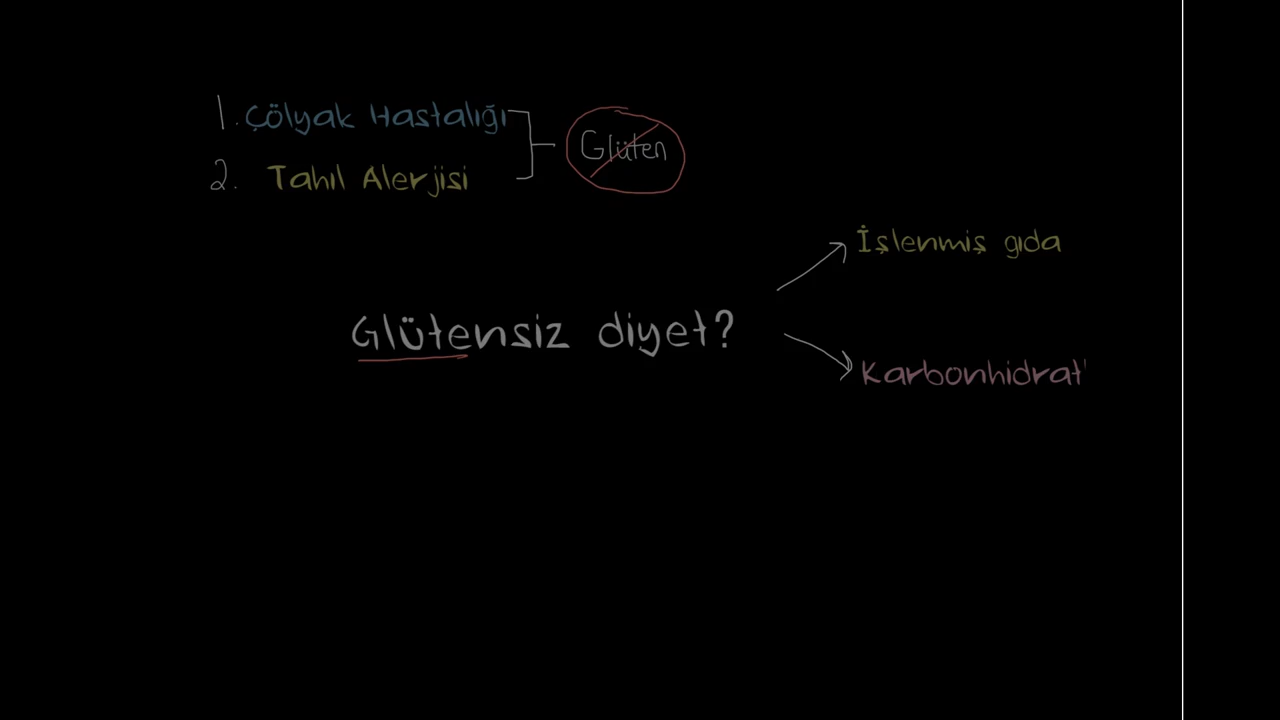 1. Çölyak Hastalığı
Glüten
2. Tahıl Alerjisi
İşlenmiş gıda
Glütensiz diyet?
Karbonhidrat